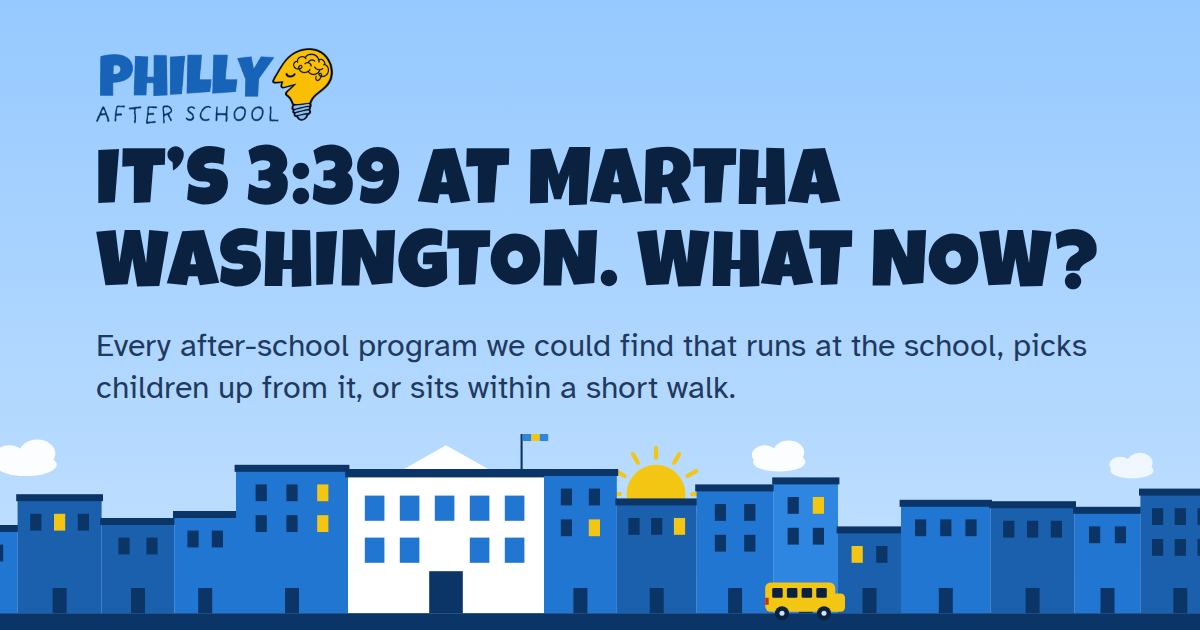 PHILLY
AFTER SCHOOL
IT’S 3:39 AT MARTHA
WASHINGTON. WHAT NOW?
Every after-school program we could find that runs at the school, picks
children up from it, or sits within a short walk.